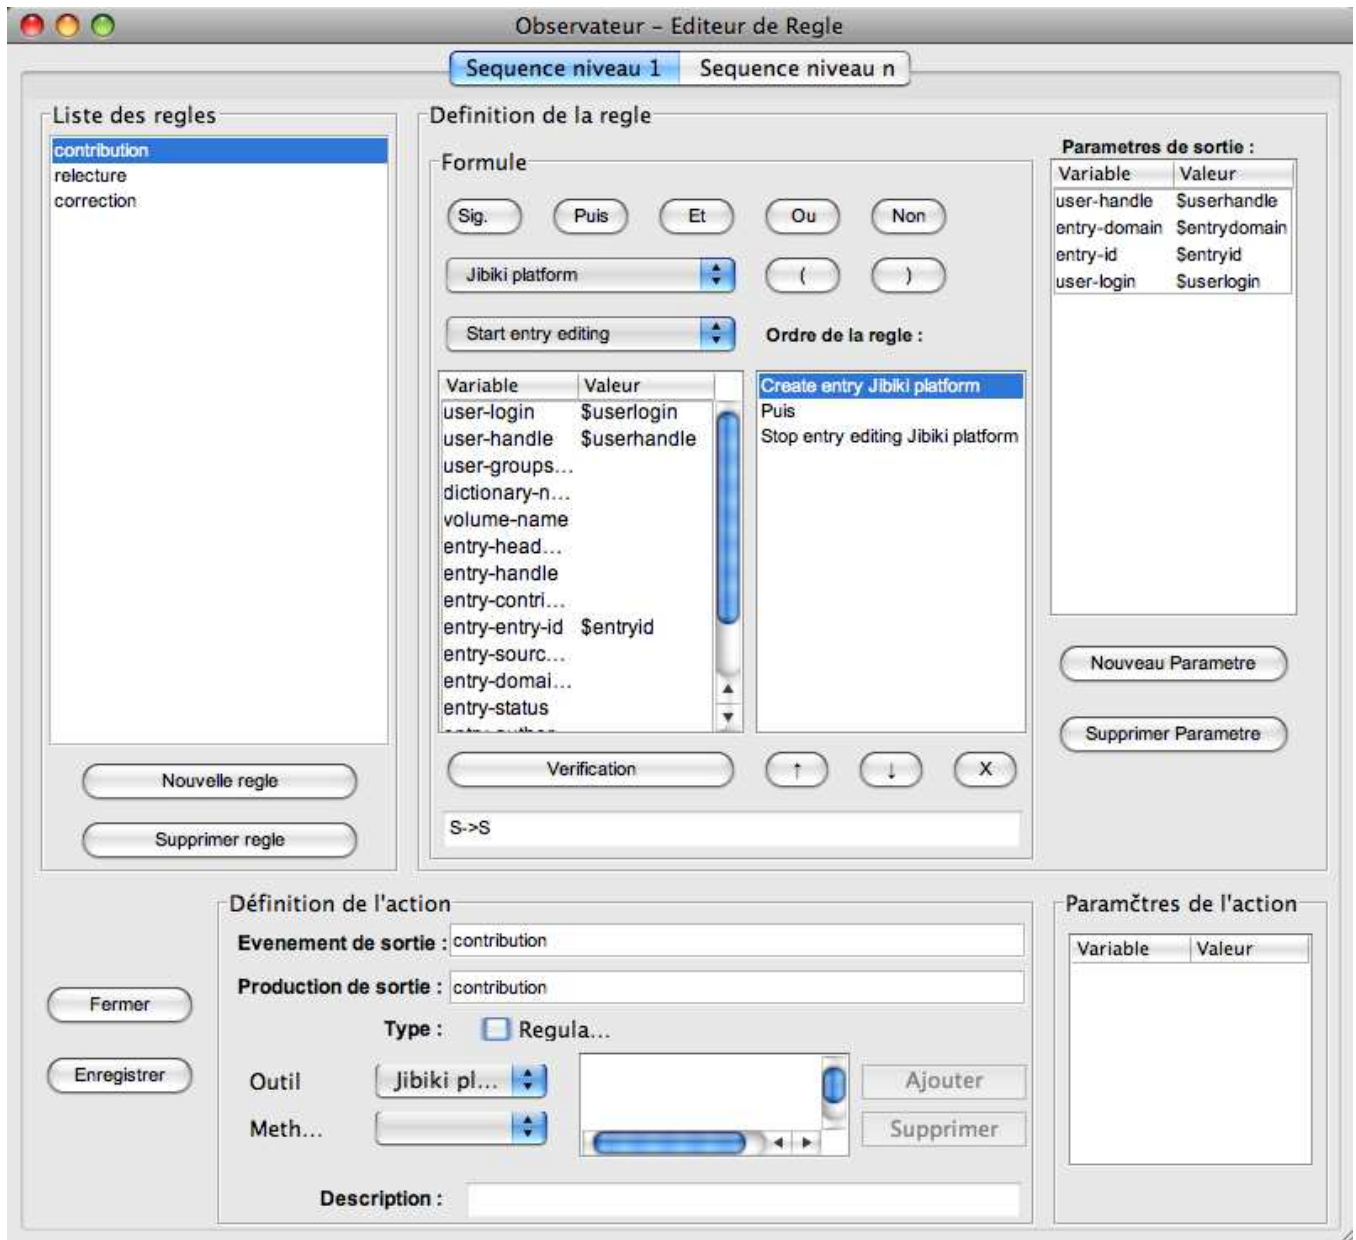 Observateur – Editeur de Regle
Sequence niveau 1
Sequence niveau n
Liste des regles
contribution
relecture
correction
Nouvelle regle
Supprimer regle
Definition de la regle
Formule
Sig.
Puis
Et
Ou
Non
Jibiki platform
(
)
Start entry editing
Ordre de la regle :
Variable Valeur
user-login $userlogin
user-handle $userhandle
user-groups...
dictionary-n...
volume-name
entry-head...
entry-handle
entry-contri...
entry-entry-id $entryid
entry-sourc...
entry-domai...
entry-status
Create entry Jibiki platform
Puis
Stop entry editing Jibiki platform
Verification
↑
↓
X
S->S
Parametres de sortie :
Variable Valeur
user-handle $userhandle
entry-domain $entrydomain
entry-id $entryid
user-login $userlogin
Nouveau Parametre
Supprimer Parametre
Fermer
Enregistrer
Définition de l'action
Evenement de sortie : contribution
Production de sortie : contribution
Type : Regula...
Outil Jibiki pl...
Meth...
Ajouter
Supprimer
Description :
Paramčtres de l'action
Variable Valeur